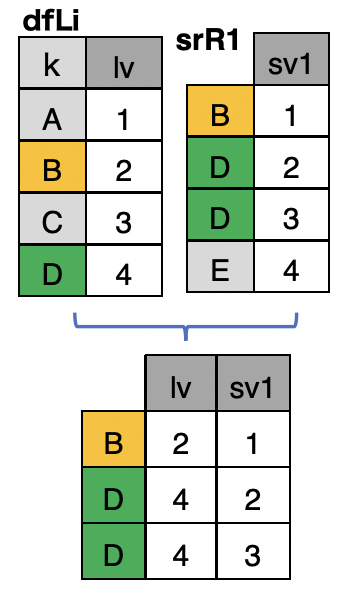 dfLi
k lv
A 1
B 2
C 3
D 4
srR1
sv1
B 1
D 2
D 3
E 4
lv sv1
B 2 1
D 4 2
D 4 3